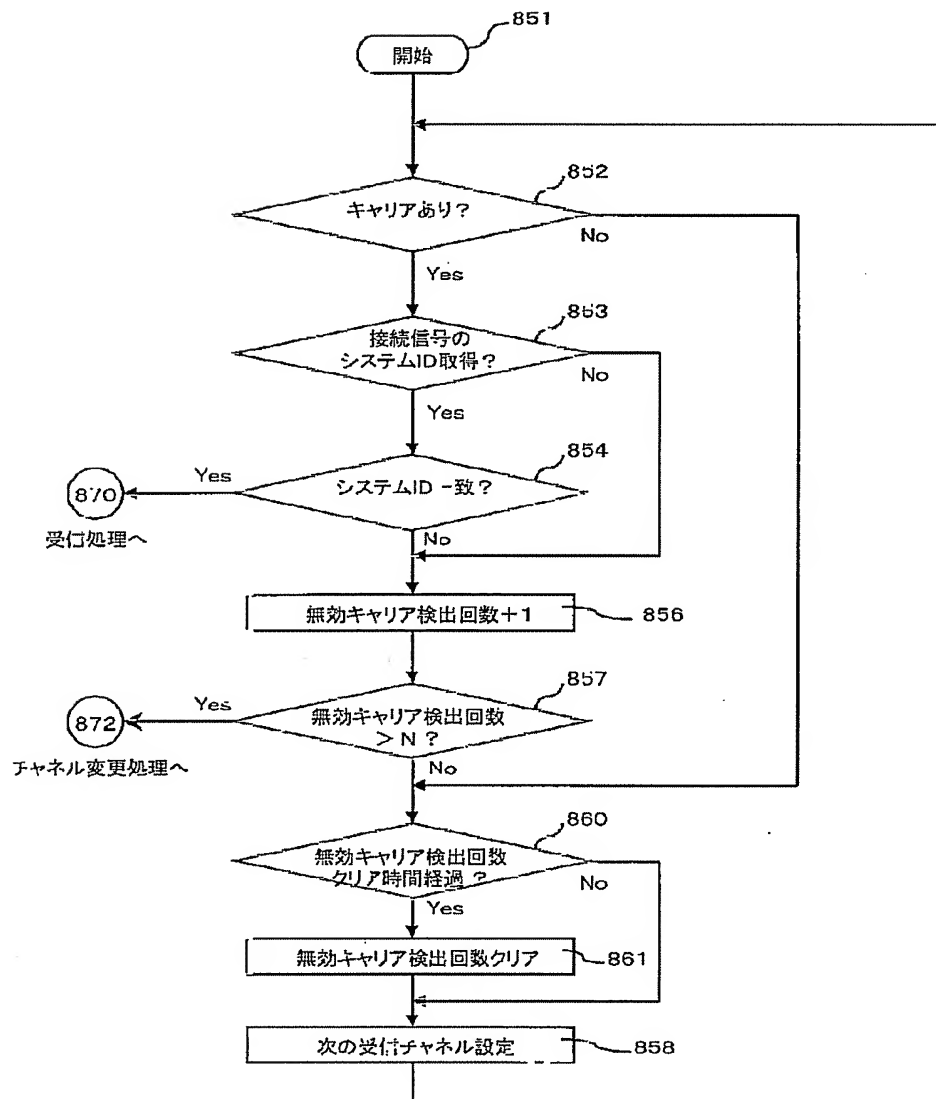 851
開始
852
キャリアあり?
No
Yes
853
接続信号の
システムID取得?
No
Yes
854
システムID 一致?
Yes
870
受信処理へ
No
無効キャリア検出回数+1
856
857
無効キャリア検出回数
> N ?
Yes
872
チャネル変更処理へ
No
860
無効キャリア検出回数
クリア時間経過 ?
No
Yes
無効キャリア検出回数クリア
861
次の受信チャネル設定
858